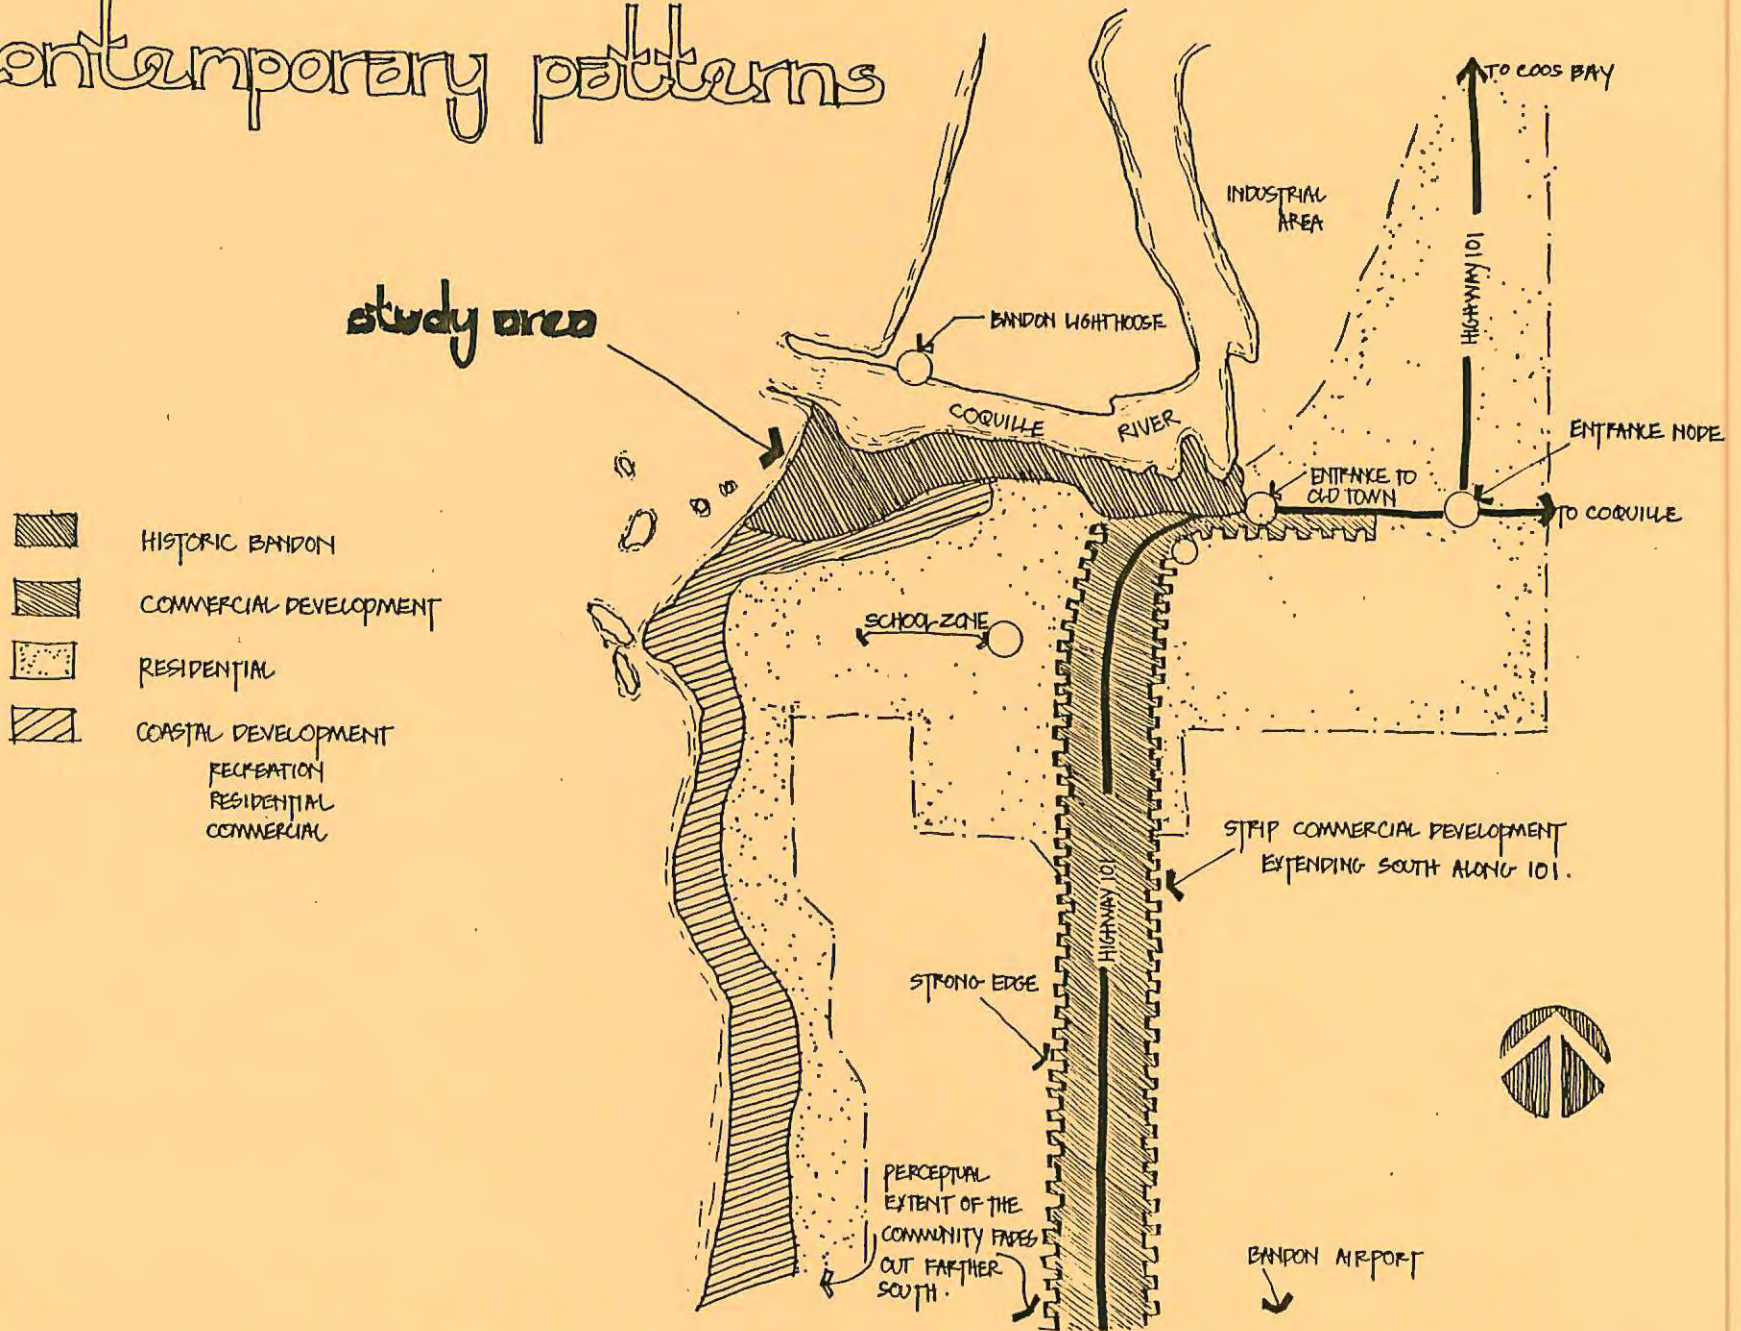 ontemporary patterns
TO COOS BAY
INDUSTRIAL
AREA
HIGHWAY 101
study area
BANDON LIGHTHOUSE
COQUILLE RIVER
ENTRANCE NODE
ENTRANCE TO
OLD TOWN
TO COQUILLE
HISTORIC BANDON
COMMERCIAL DEVELOPMENT
RESIDENTIAL
COASTAL DEVELOPMENT
RECREATION
RESIDENTIAL
COMMERCIAL
SCHOOL ZONE
STRIP COMMERCIAL DEVELOPMENT
EXTENDING SOUTH ALONG 101.
HIGHWAY 101
STRONG EDGE
PERCEPTUAL
EXTENT OF THE
COMMUNITY FADES
OUT FARTHER
SOUTH.
BANDON AIRPORT